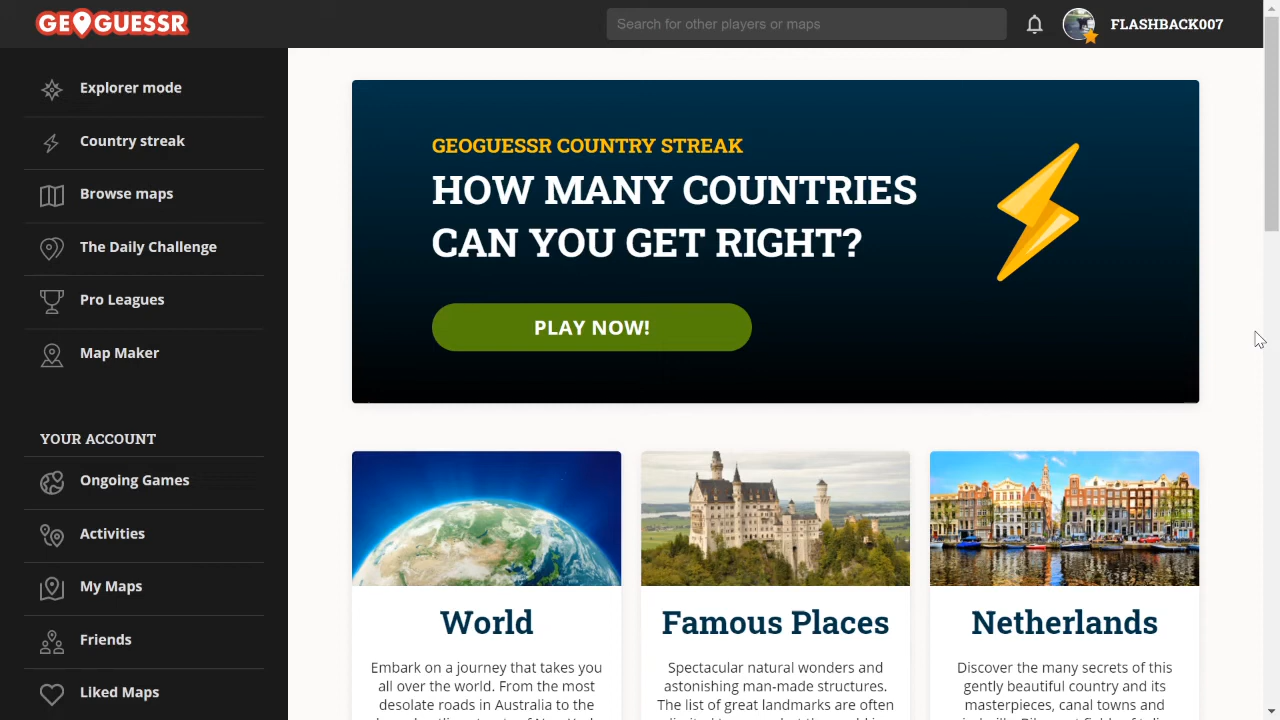 GEOGUESSR
Search for other players or maps
FLASHBACK007
Explorer mode
Country streak
Browse maps
The Daily Challenge
Pro Leagues
Map Maker
YOUR ACCOUNT
Ongoing Games
Activities
My Maps
Friends
Liked Maps
GEOGUESSR COUNTRY STREAK
HOW MANY COUNTRIES
CAN YOU GET RIGHT?
PLAY NOW!
World
Embark on a journey that takes you
all over the world. From the most
desolate roads in Australia to the
Famous Places
Spectacular natural wonders and
astonishing man-made structures.
The list of great landmarks are often
Netherlands
Discover the many secrets of this
gently beautiful country and its
masterpieces, canal towns and